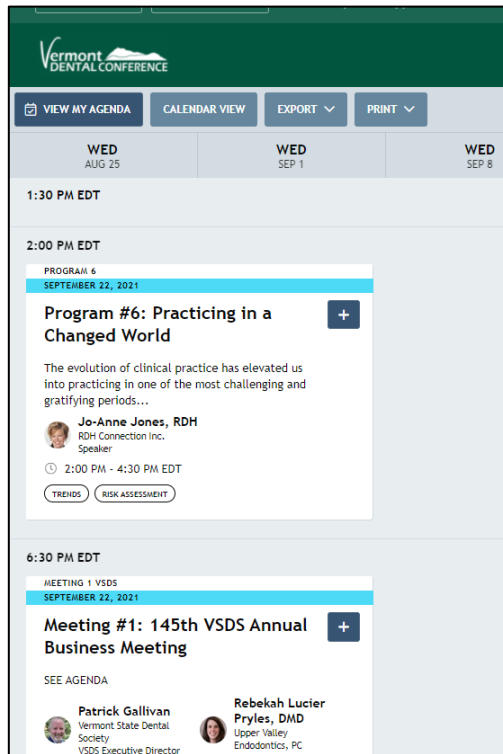 Vermont
DENTAL CONFERENCE
VIEW MY AGENDA
CALENDAR VIEW
EXPORT
PRINT
WED
AUG 25
WED
SEP 1
WED
SEP 8
1:30 PM EDT
2:00 PM EDT
PROGRAM 6
SEPTEMBER 22, 2021
Program #6: Practicing in a
Changed World
+
The evolution of clinical practice has elevated us
into practicing in one of the most challenging and
gratifying periods...
Jo-Anne Jones, RDH
RDH Connection Inc.
Speaker
2:00 PM - 4:30 PM EDT
TRENDS
RISK ASSESSMENT
6:30 PM EDT
MEETING 1 VSDS
SEPTEMBER 22, 2021
Meeting #1: 145th VSDS Annual
Business Meeting
+
SEE AGENDA
Patrick Gallivan
Vermont State Dental
Society
VSDS Executive Director
Rebekah Lucier
Pryles, DMD
Upper Valley
Endodontics, PC